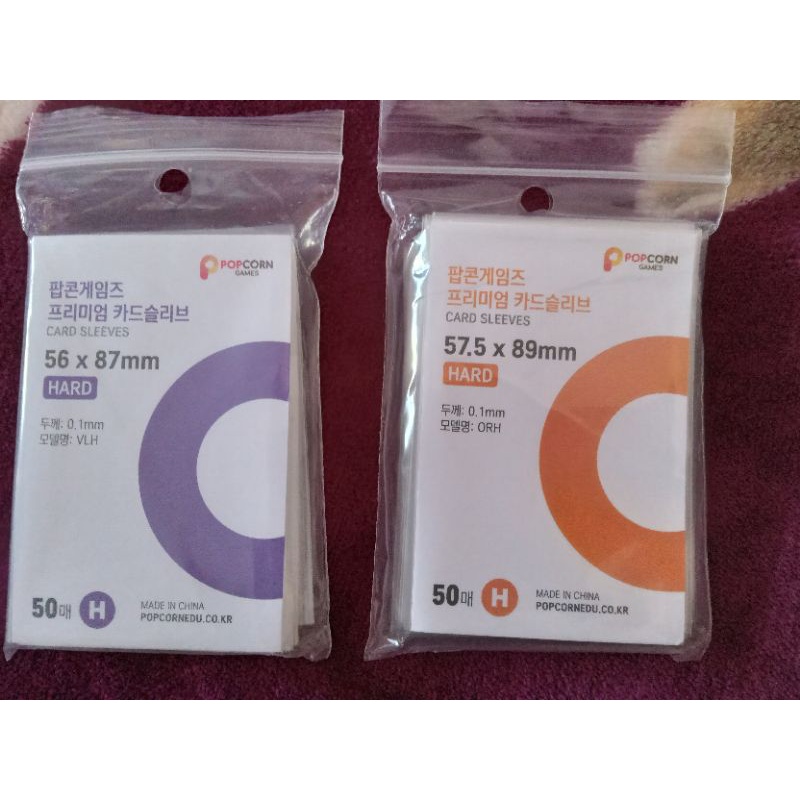 POPCORN
GAMES
팝콘게임즈
프리미엄 카드슬리브
CARD SLEEVES
56 x 87mm
HARD
두께: 0.1mm
모델명: VLH
50매 H
MADE IN CHINA
POPCORNEDU.CO.KR
POPCORN
GAMES
팝콘게임즈
프리미엄 카드슬리브
CARD SLEEVES
57.5 x 89mm
HARD
두께: 0.1mm
모델명: ORH
50매 H
MADE IN CHINA
POPCORNEDU.CO.KR